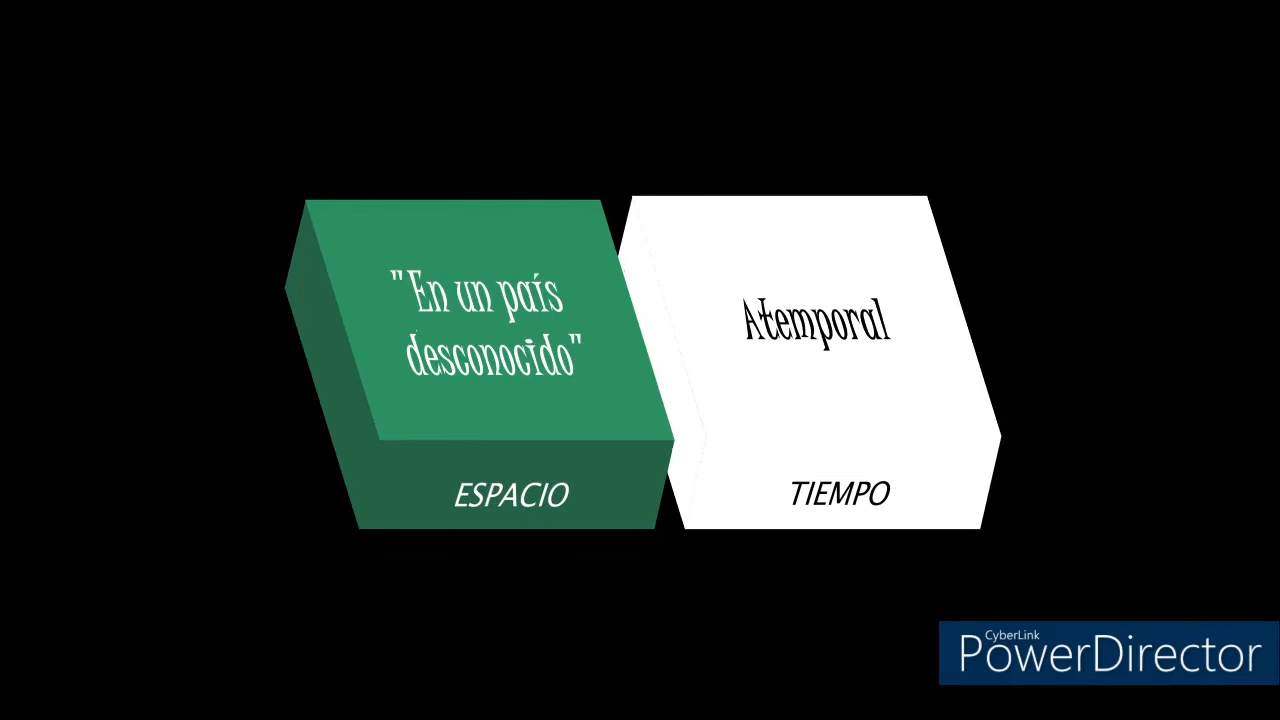 "En un país
desconocido"
ESPACIO
Atemporal
TIEMPO
CyberLink
PowerDirector